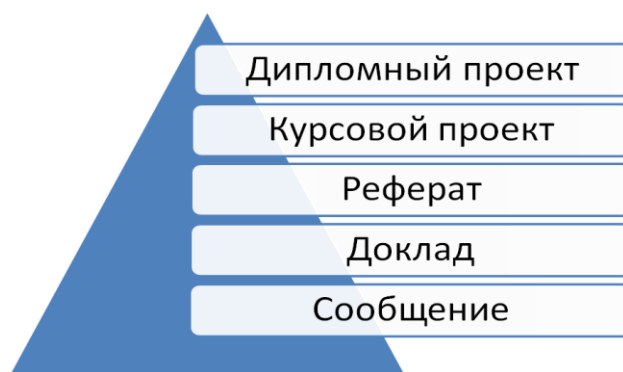 Дипломный проект
Курсовой проект
Реферат
Доклад
Сообщение